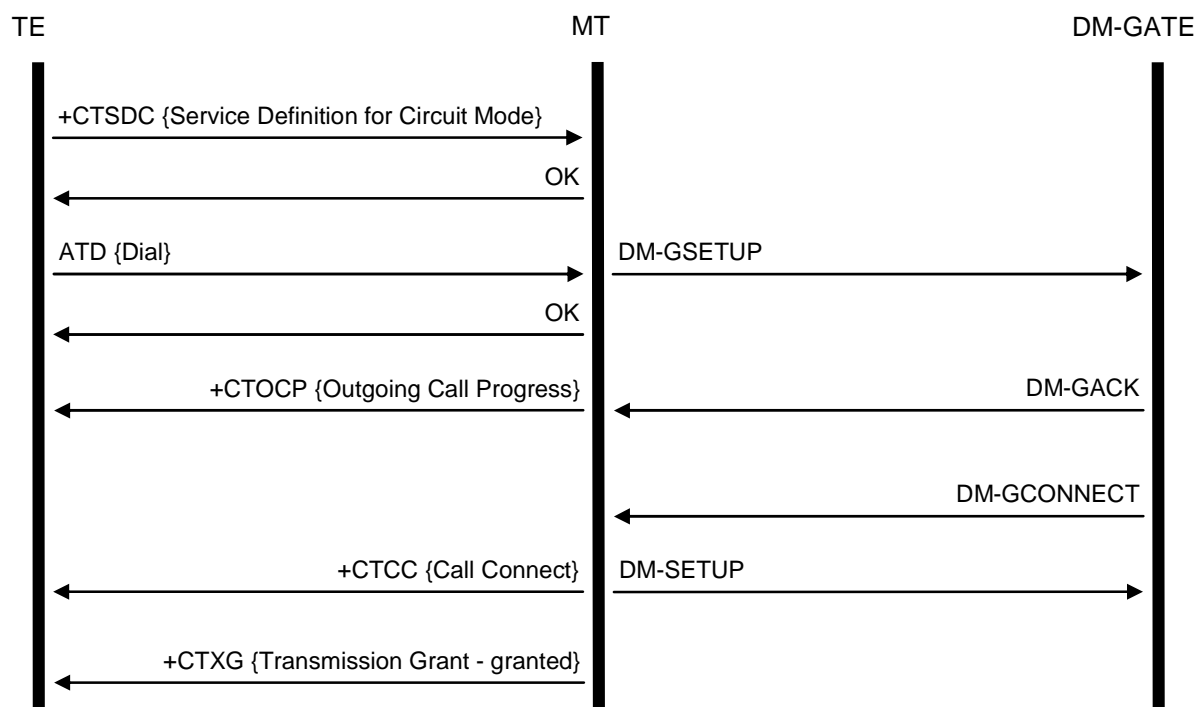 TE
MT
DM-GATE
+CTSDC {Service Definition for Circuit Mode}
OK
ATD {Dial}
DM-GSETUP
OK
+CTOCP {Outgoing Call Progress}
DM-GACK
DM-GCONNECT
+CTCC {Call Connect}
DM-SETUP
+CTXG {Transmission Grant - granted}